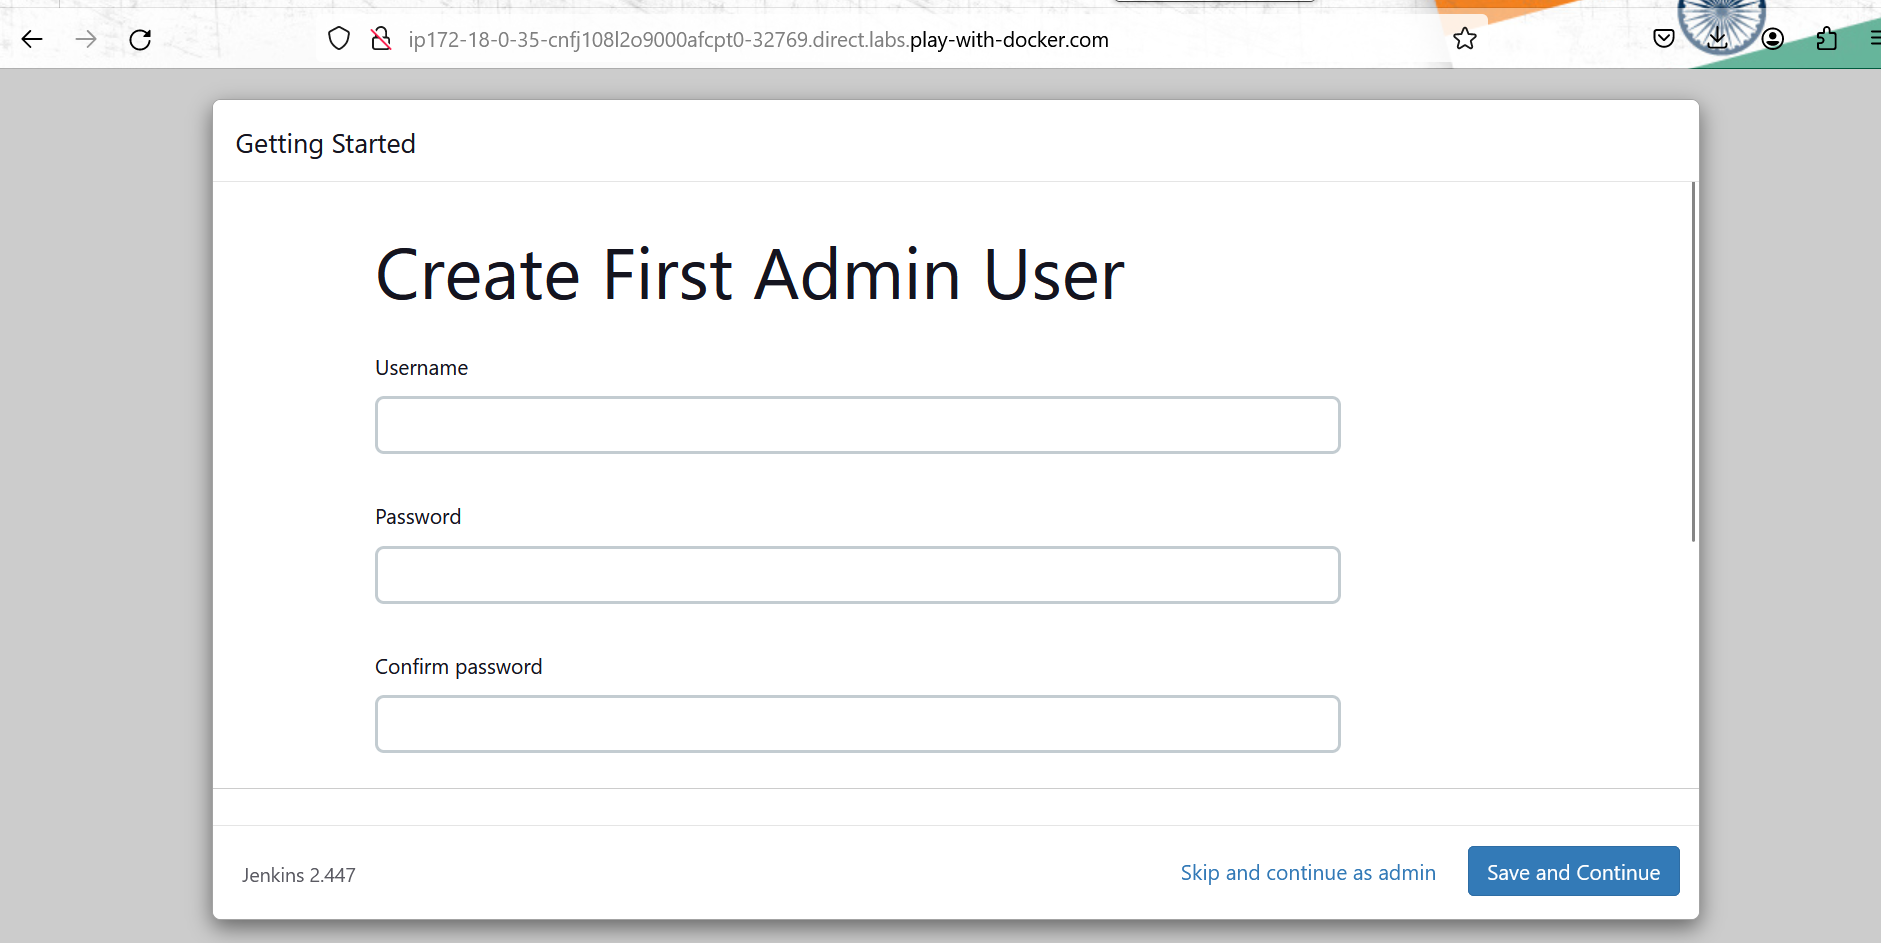 ip172-18-0-35-cnfj108l2o9000afcpt0-32769.direct.labs.play-with-docker.com
Getting Started
Create First Admin User
Username
Password
Confirm password
Jenkins 2.447
Skip and continue as admin
Save and Continue